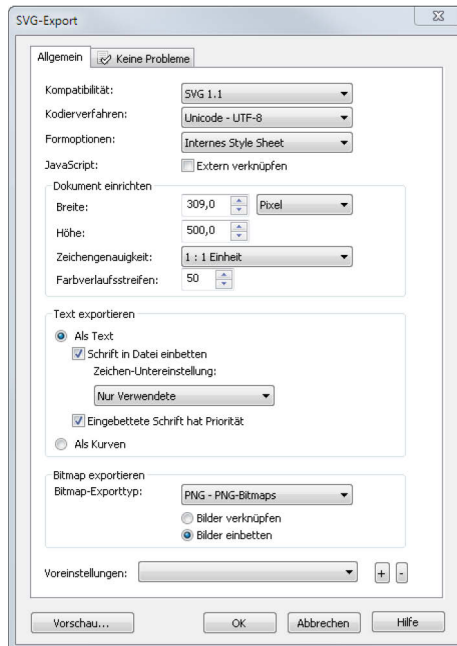 SVG-Export
Allgemein
Keine Probleme
Kompatibilität: SVG 1.1
Kodierverfahren: Unicode - UTF-8
Formoptionen: Internes Style Sheet
JavaScript: Extern verknüpfen
Dokument einrichten
Breite: 309,0 Pixel
Höhe: 500,0
Zeichengenauigkeit: 1 : 1 Einheit
Farbverlaufsstreifen: 50
Text exportieren
Als Text
Schrift in Datei einbetten
Zeichen-Untereinstellung:
Nur Verwendete
Eingebettete Schrift hat Priorität
Als Kurven
Bitmap exportieren
Bitmap-Exporttyp: PNG - PNG-Bitmaps
Bilder verknüpfen
Bilder einbetten
Voreinstellungen: + -
Vorschau... OK Abbrechen Hilfe